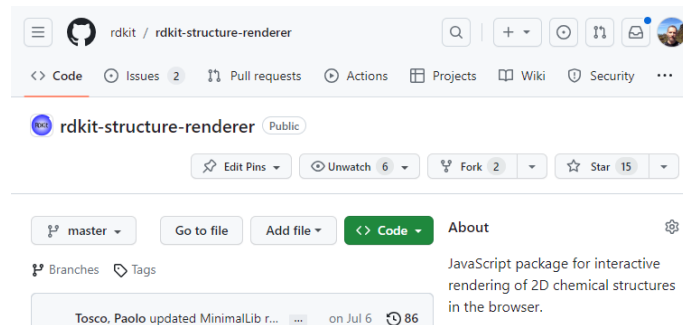 rdkit / rdkit-structure-renderer
<> Code Issues 2 Pull requests Actions Projects Wiki Security ...
rdkit-structure-renderer Public
Edit Pins Unwatch 6 Fork 2 Star 15
master Go to file Add file <> Code
About
Branches Tags
JavaScript package for interactive
rendering of 2D chemical structures
in the browser.
Tosco, Paolo updated MinimalLib r... ... on Jul 6 86